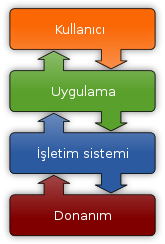 Kullanıcı
Uygulama
İşletim sistemi
Donanım